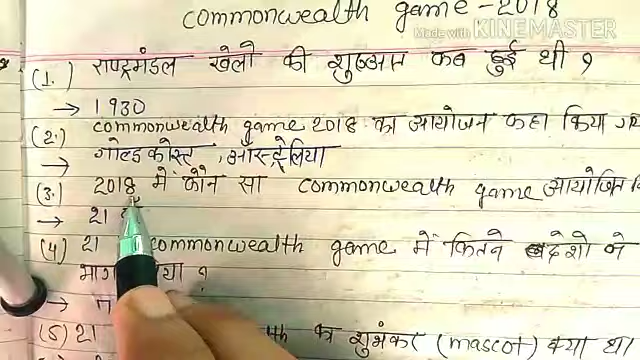 commonwealth game - 2018
Made with KINEMASTER
(1.) राष्ट्रमंडल खेलो की शुरुआत कब हुई थी ?
→ 1930
(2.) commonwealth game 2018 का आयोजन कहा किया
→ गोल्ड कोस्ट, ऑस्ट्रेलिया
(3.) 2018 में कौन सा commonwealth game आयोजित
→ 21
(4) 21 commonwealth game में कितने देशो ने
भाग ?
→
(5) 21 का शुभंकर (mascot) क्या था